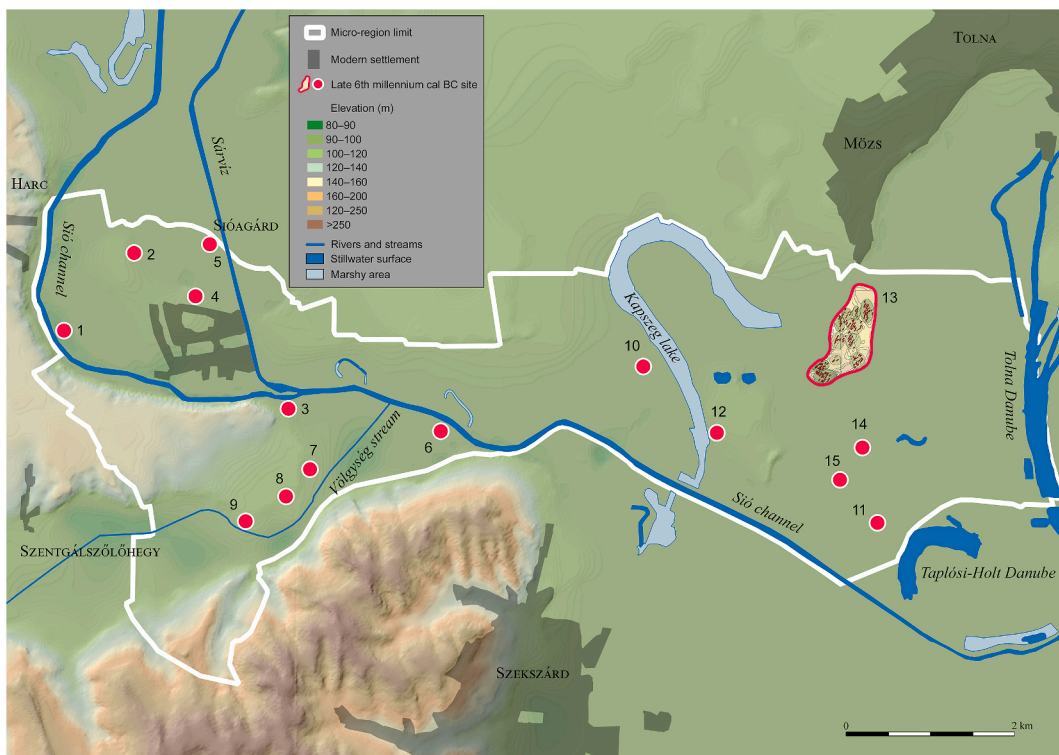 Micro-region limit
Modern settlement
Late 6th millennium cal BC site
Elevation (m)
80–90
90–100
100–120
120–140
140–160
160–200
120–250
>250
Rivers and streams
Stillwater surface
Marshy area
TOLNA
MÖZS
HARC
Sárvíz
SIÓAGÁRD
Sió channel
2
5
4
1
13
Kapszeg lake
10
Tolna Danube
3
12
6
14
7
Völgység stream
15
8
9
Sió channel
11
SZENTGÁLSZŐLŐHEGY
Taplósi-Holt Danube
SZEKSZÁRD
0
2 km